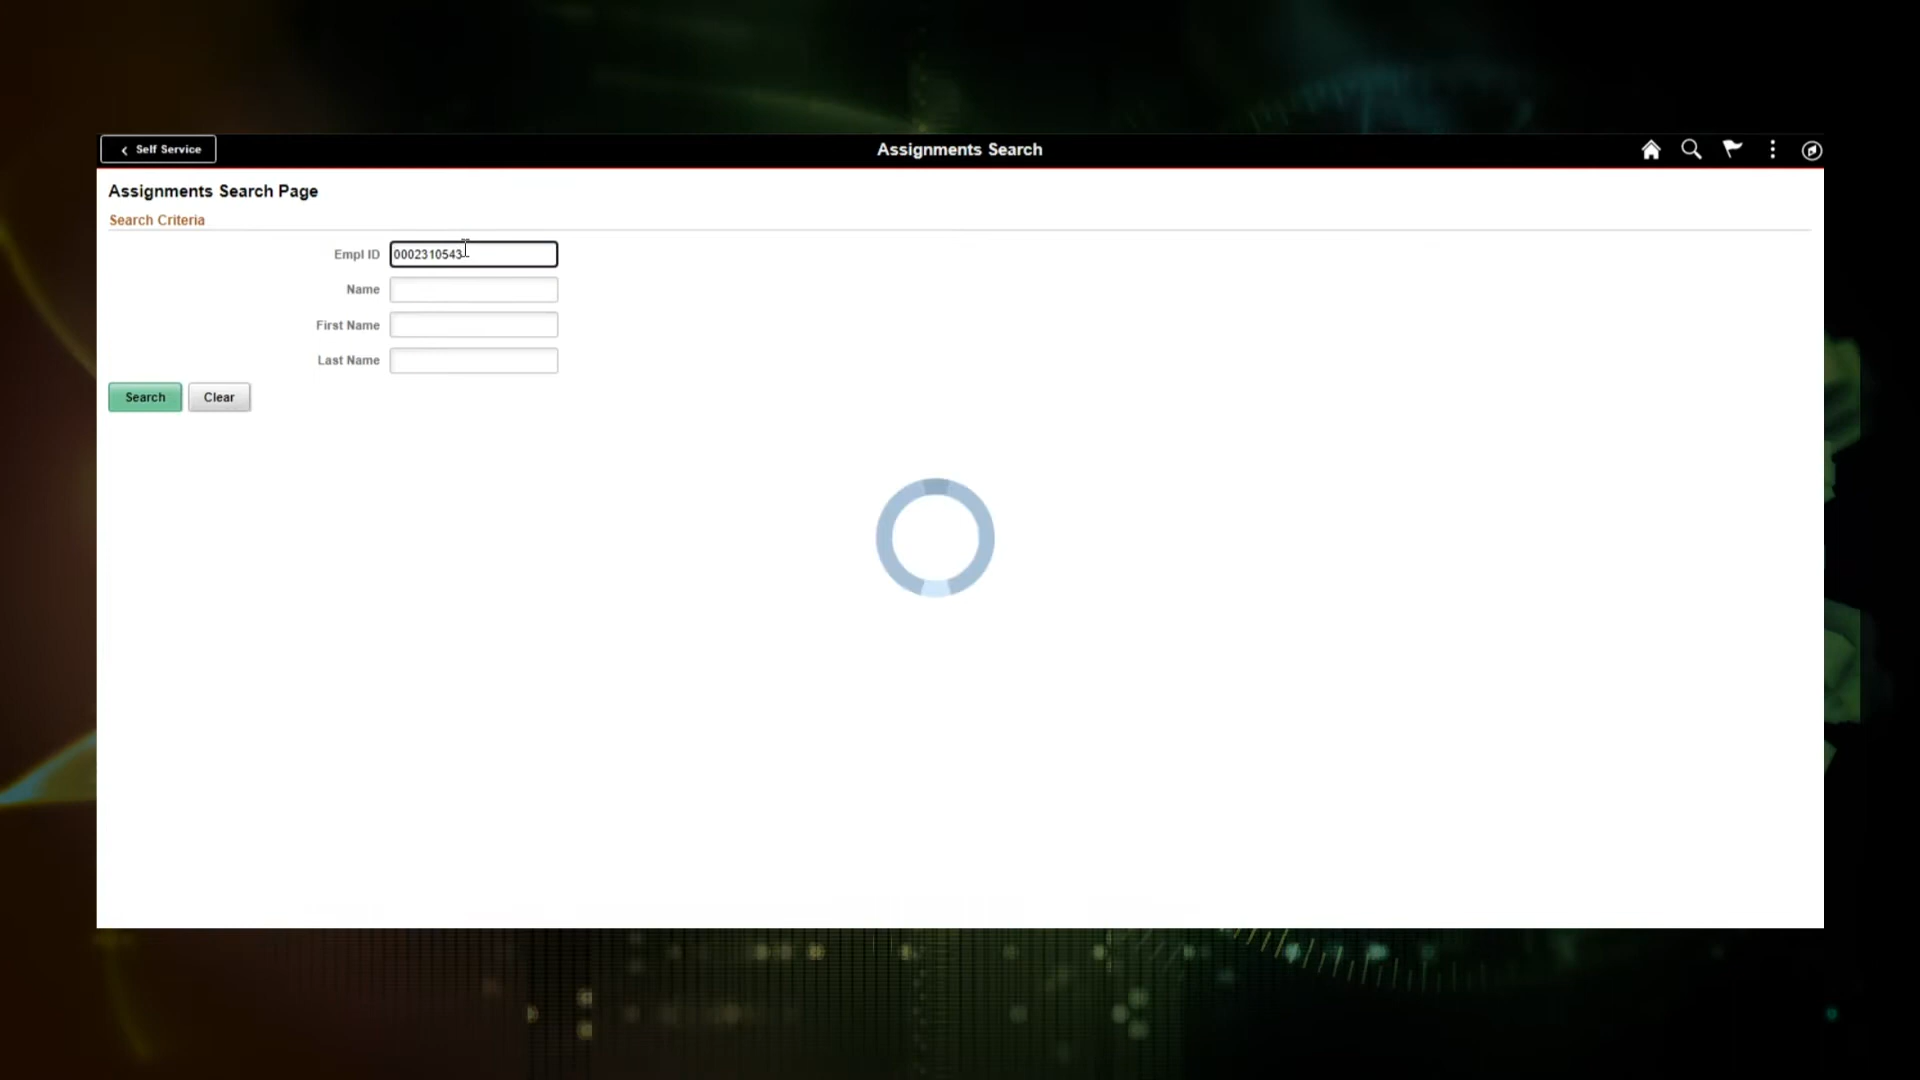 Self Service
Assignments Search
Assignments Search Page
Search Criteria
Empl ID 0002310543
Name
First Name
Last Name
Search Clear